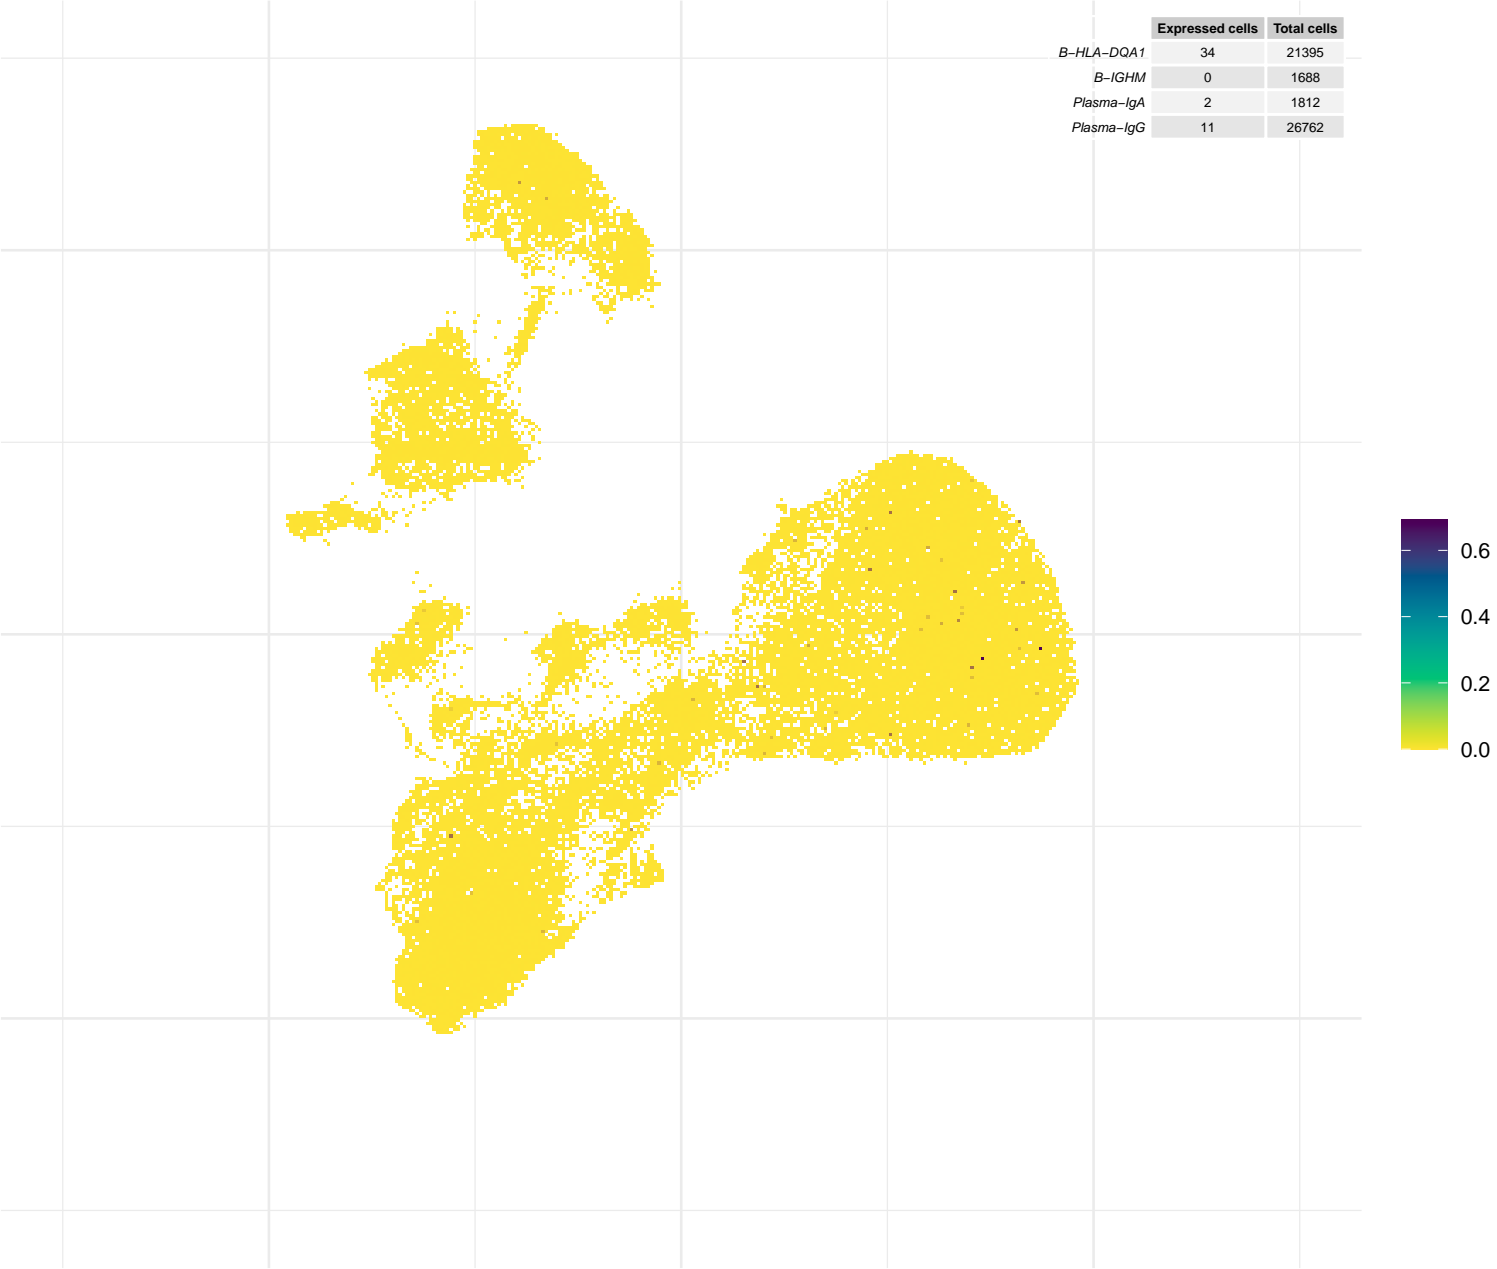 Expressed cells Total cells
B−HLA−DQA1 34 21395
B−IGHM 0 1688
Plasma−IgA 2 1812
Plasma−IgG 11 26762
0.6
0.4
0.2
0.0